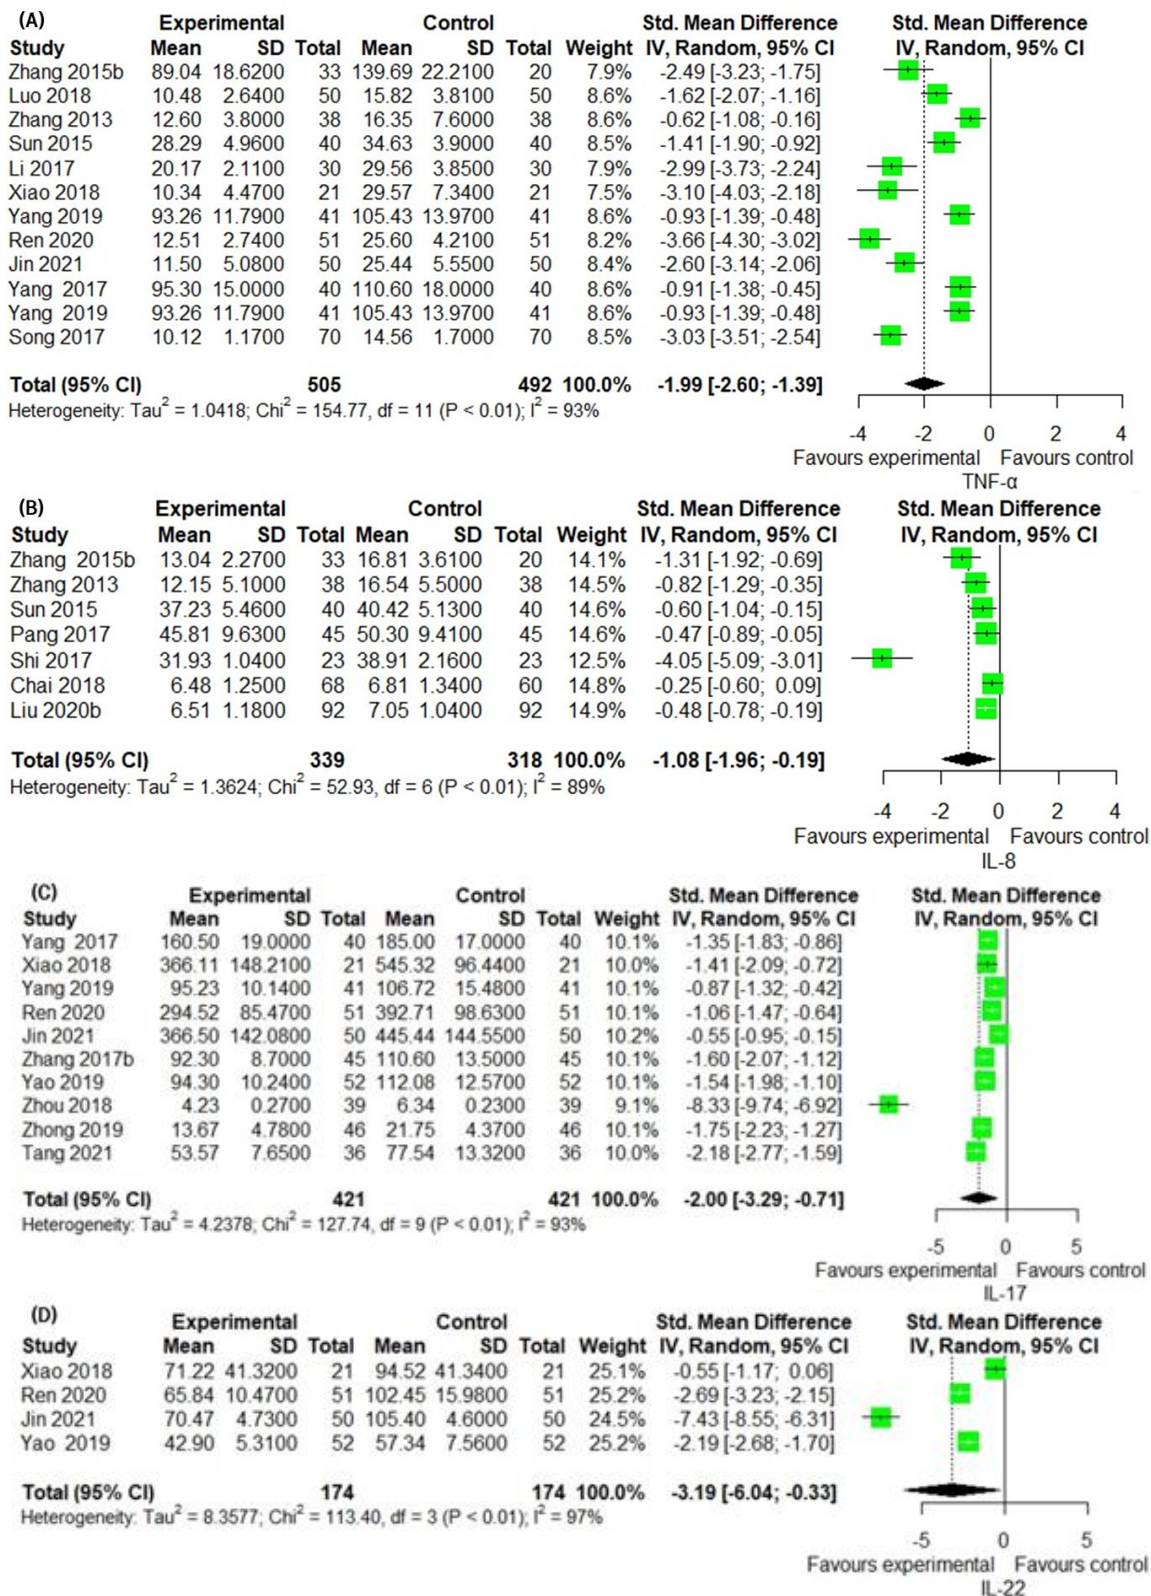 (A)
Experimental Control Std. Mean Difference Std. Mean Difference
Study Mean SD Total Mean SD Total Weight IV, Random, 95% CI IV, Random, 95% CI
Zhang 2015b 89.04 18.6200 33 139.69 22.2100 20 7.9% -2.49 [-3.23; -1.75]
Luo 2018 10.48 2.6400 50 15.82 3.8100 50 8.6% -1.62 [-2.07; -1.16]
Zhang 2013 12.60 3.8000 38 16.35 7.6000 38 8.6% -0.62 [-1.08; -0.16]
Sun 2015 28.29 4.9600 40 34.63 3.9000 40 8.5% -1.41 [-1.90; -0.92]
Li 2017 20.17 2.1100 30 29.56 3.8500 30 7.9% -2.99 [-3.73; -2.24]
Xiao 2018 10.34 4.4700 21 29.57 7.3400 21 7.5% -3.10 [-4.03; -2.18]
Yang 2019 93.26 11.7900 41 105.43 13.9700 41 8.6% -0.93 [-1.39; -0.48]
Ren 2020 12.51 2.7400 51 25.60 4.2100 51 8.2% -3.66 [-4.30; -3.02]
Jin 2021 11.50 5.0800 50 25.44 5.5500 50 8.4% -2.60 [-3.14; -2.06]
Yang 2017 95.30 15.0000 40 110.60 18.0000 40 8.6% -0.91 [-1.38; -0.45]
Yang 2019 93.26 11.7900 41 105.43 13.9700 41 8.6% -0.93 [-1.39; -0.48]
Song 2017 10.12 1.1700 70 14.56 1.7000 70 8.5% -3.03 [-3.51; -2.54]
Total (95% CI) 505 492 100.0% -1.99 [-2.60; -1.39]
Heterogeneity: Tau² = 1.0418; Chi² = 154.77, df = 11 (P < 0.01); I² = 93%
-4 -2 0 2 4
Favours experimental Favours control
TNF-α
(B)
Experimental Control Std. Mean Difference Std. Mean Difference
Study Mean SD Total Mean SD Total Weight IV, Random, 95% CI IV, Random, 95% CI
Zhang 2015b 13.04 2.2700 33 16.81 3.6100 20 14.1% -1.31 [-1.92; -0.69]
Zhang 2013 12.15 5.1000 38 16.54 5.5000 38 14.5% -0.82 [-1.29; -0.35]
Sun 2015 37.23 5.4600 40 40.42 5.1300 40 14.6% -0.60 [-1.04; -0.15]
Pang 2017 45.81 9.6300 45 50.30 9.4100 45 14.6% -0.47 [-0.89; -0.05]
Shi 2017 31.93 1.0400 23 38.91 2.1600 23 12.5% -4.05 [-5.09; -3.01]
Chai 2018 6.48 1.2500 68 6.81 1.3400 60 14.8% -0.25 [-0.60; 0.09]
Liu 2020b 6.51 1.1800 92 7.05 1.0400 92 14.9% -0.48 [-0.78; -0.19]
Total (95% CI) 339 318 100.0% -1.08 [-1.96; -0.19]
Heterogeneity: Tau² = 1.3624; Chi² = 52.93, df = 6 (P < 0.01); I² = 89%
-4 -2 0 2 4
Favours experimental Favours control
IL-8
(C)
Experimental Control Std. Mean Difference Std. Mean Difference
Study Mean SD Total Mean SD Total Weight IV, Random, 95% CI IV, Random, 95% CI
Yang 2017 160.50 19.0000 40 185.00 17.0000 40 10.1% -1.35 [-1.83; -0.86]
Xiao 2018 366.11 148.2100 21 545.32 96.4400 21 10.0% -1.41 [-2.09; -0.72]
Yang 2019 95.23 10.1400 41 106.72 15.4800 41 10.1% -0.87 [-1.32; -0.42]
Ren 2020 294.52 85.4700 51 392.71 98.6300 51 10.1% -1.06 [-1.47; -0.64]
Jin 2021 366.50 142.0800 50 445.44 144.5500 50 10.2% -0.55 [-0.95; -0.15]
Zhang 2017b 92.30 8.7000 45 110.60 13.5000 45 10.1% -1.60 [-2.07; -1.12]
Yao 2019 94.30 10.2400 52 112.08 12.5700 52 10.1% -1.54 [-1.98; -1.10]
Zhou 2018 4.23 0.2700 39 6.34 0.2300 39 9.1% -8.33 [-9.74; -6.92]
Zhong 2019 13.67 4.7800 46 21.75 4.3700 46 10.1% -1.75 [-2.23; -1.27]
Tang 2021 53.57 7.6500 36 77.54 13.3200 36 10.0% -2.18 [-2.77; -1.59]
Total (95% CI) 421 421 100.0% -2.00 [-3.29; -0.71]
Heterogeneity: Tau² = 4.2378; Chi² = 127.74, df = 9 (P < 0.01); I² = 93%
-5 0 5
Favours experimental Favours control
IL-17
(D)
Experimental Control Std. Mean Difference Std. Mean Difference
Study Mean SD Total Mean SD Total Weight IV, Random, 95% CI IV, Random, 95% CI
Xiao 2018 71.22 41.3200 21 94.52 41.3400 21 25.1% -0.55 [-1.17; 0.06]
Ren 2020 65.84 10.4700 51 102.45 15.9800 51 25.2% -2.69 [-3.23; -2.15]
Jin 2021 70.47 4.7300 50 105.40 4.6000 50 24.5% -7.43 [-8.55; -6.31]
Yao 2019 42.90 5.3100 52 57.34 7.5600 52 25.2% -2.19 [-2.68; -1.70]
Total (95% CI) 174 174 100.0% -3.19 [-6.04; -0.33]
Heterogeneity: Tau² = 8.3577; Chi² = 113.40, df = 3 (P < 0.01); I² = 97%
-5 0 5
Favours experimental Favours control
IL-22